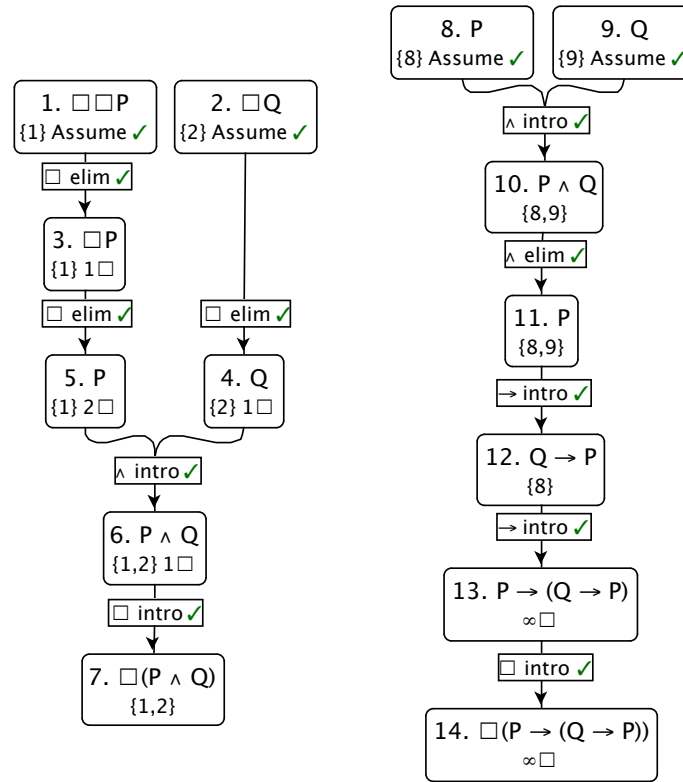 1. □□P
{1} Assume ✓
2. □Q
{2} Assume ✓
□ elim ✓
3. □P
{1} 1□
□ elim ✓
□ elim ✓
5. P
{1} 2□
4. Q
{2} 1□
∧ intro ✓
6. P ∧ Q
{1,2} 1□
□ intro ✓
7. □(P ∧ Q)
{1,2}
8. P
{8} Assume ✓
9. Q
{9} Assume ✓
∧ intro ✓
10. P ∧ Q
{8,9}
∧ elim ✓
11. P
{8,9}
→ intro ✓
12. Q → P
{8}
→ intro ✓
13. P → (Q → P)
∞□
□ intro ✓
14. □(P → (Q → P))
∞□